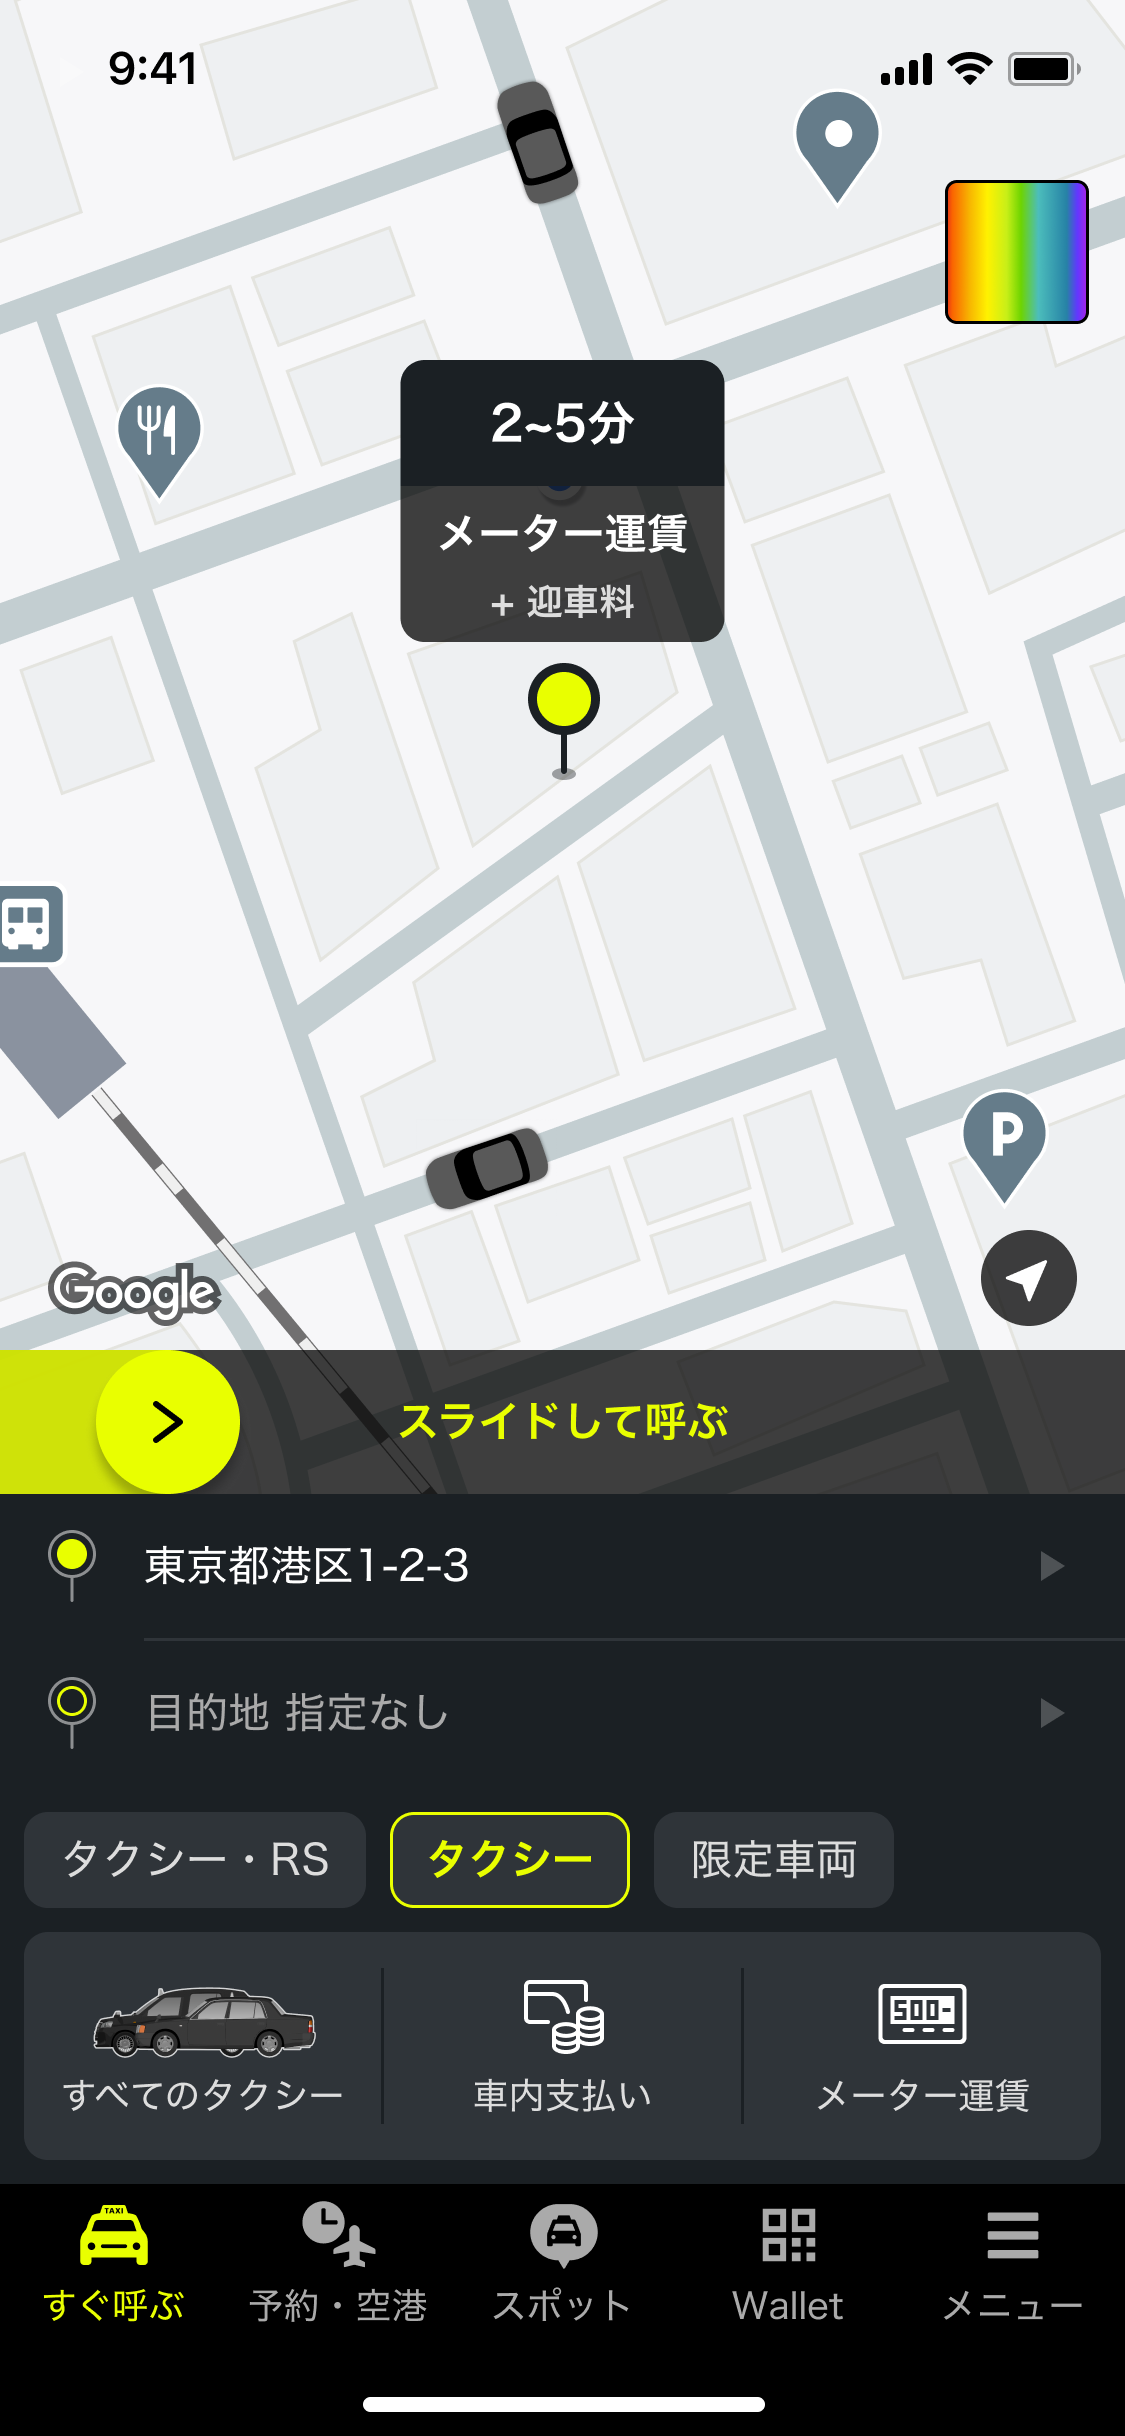 9:41
2~5分
メーター運賃
+ 迎車料
P
Google
スライドして呼ぶ
東京都港区1-2-3
目的地 指定なし
タクシー・RS
タクシー
限定車両
500-
すべてのタクシー
車内支払い
メーター運賃
TAXI
すぐ呼ぶ
予約・空港
スポット
Wallet
メニュー